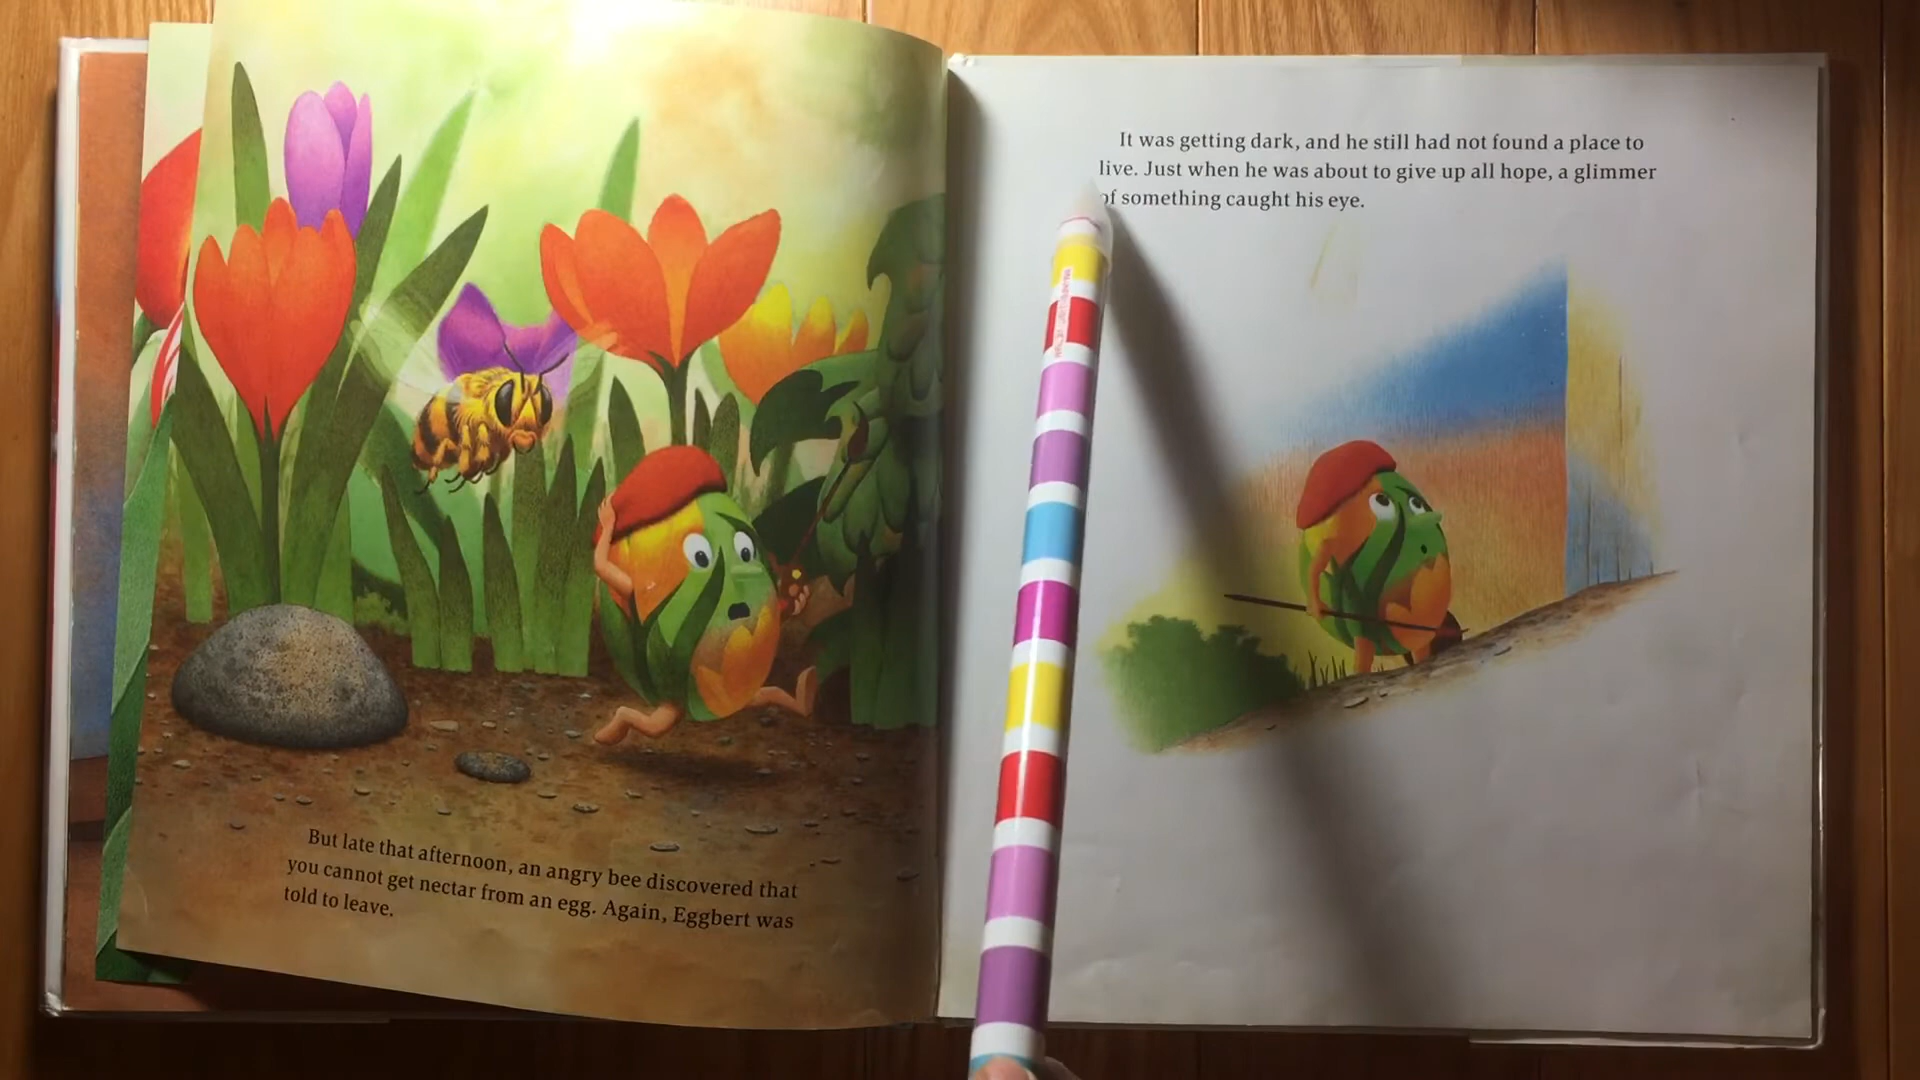 But late that afternoon, an angry bee discovered that
you cannot get nectar from an egg. Again, Eggbert was
told to leave.
It was getting dark, and he still had not found a place to
live. Just when he was about to give up all hope, a glimmer
of something caught his eye.